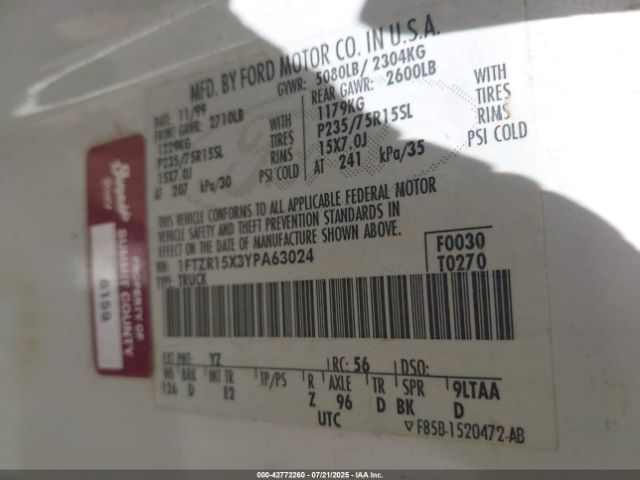 MFD. BY FORD MOTOR CO. IN U.S.A.
DATE: 11/99 GVWR: 5080LB/ 2304KG
FRONT GAWR: 2710LB REAR GAWR: 2600LB
1229KG WITH 1179KG WITH
P235/75R15SL TIRES P235/75R15SL TIRES
15X7.0J RIMS 15X7.0J RIMS
AT 207 kPa/30 PSI COLD AT 241 kPa/35 PSI COLD
THIS VEHICLE CONFORMS TO ALL APPLICABLE FEDERAL MOTOR
VEHICLE SAFETY AND THEFT PREVENTION STANDARDS IN
EFFECT ON THE DATE OF MANUFACTURE SHOWN ABOVE.
VIN: 1FTZR15X3YPA63024 F0030
TYPE: TRUCK T0270
EXT PNT: YZ RC: 56 DSO:
WB BRK INT TR TP/PS R AXLE TR SPR 9LTAA
126 D E2 Z 96 D BK D
UTC ▽F85B-1520472-AB
PROPERTY OF
SUMMIT COUNTY
6159
000-42772260 07/21/2025 IAAI.COM